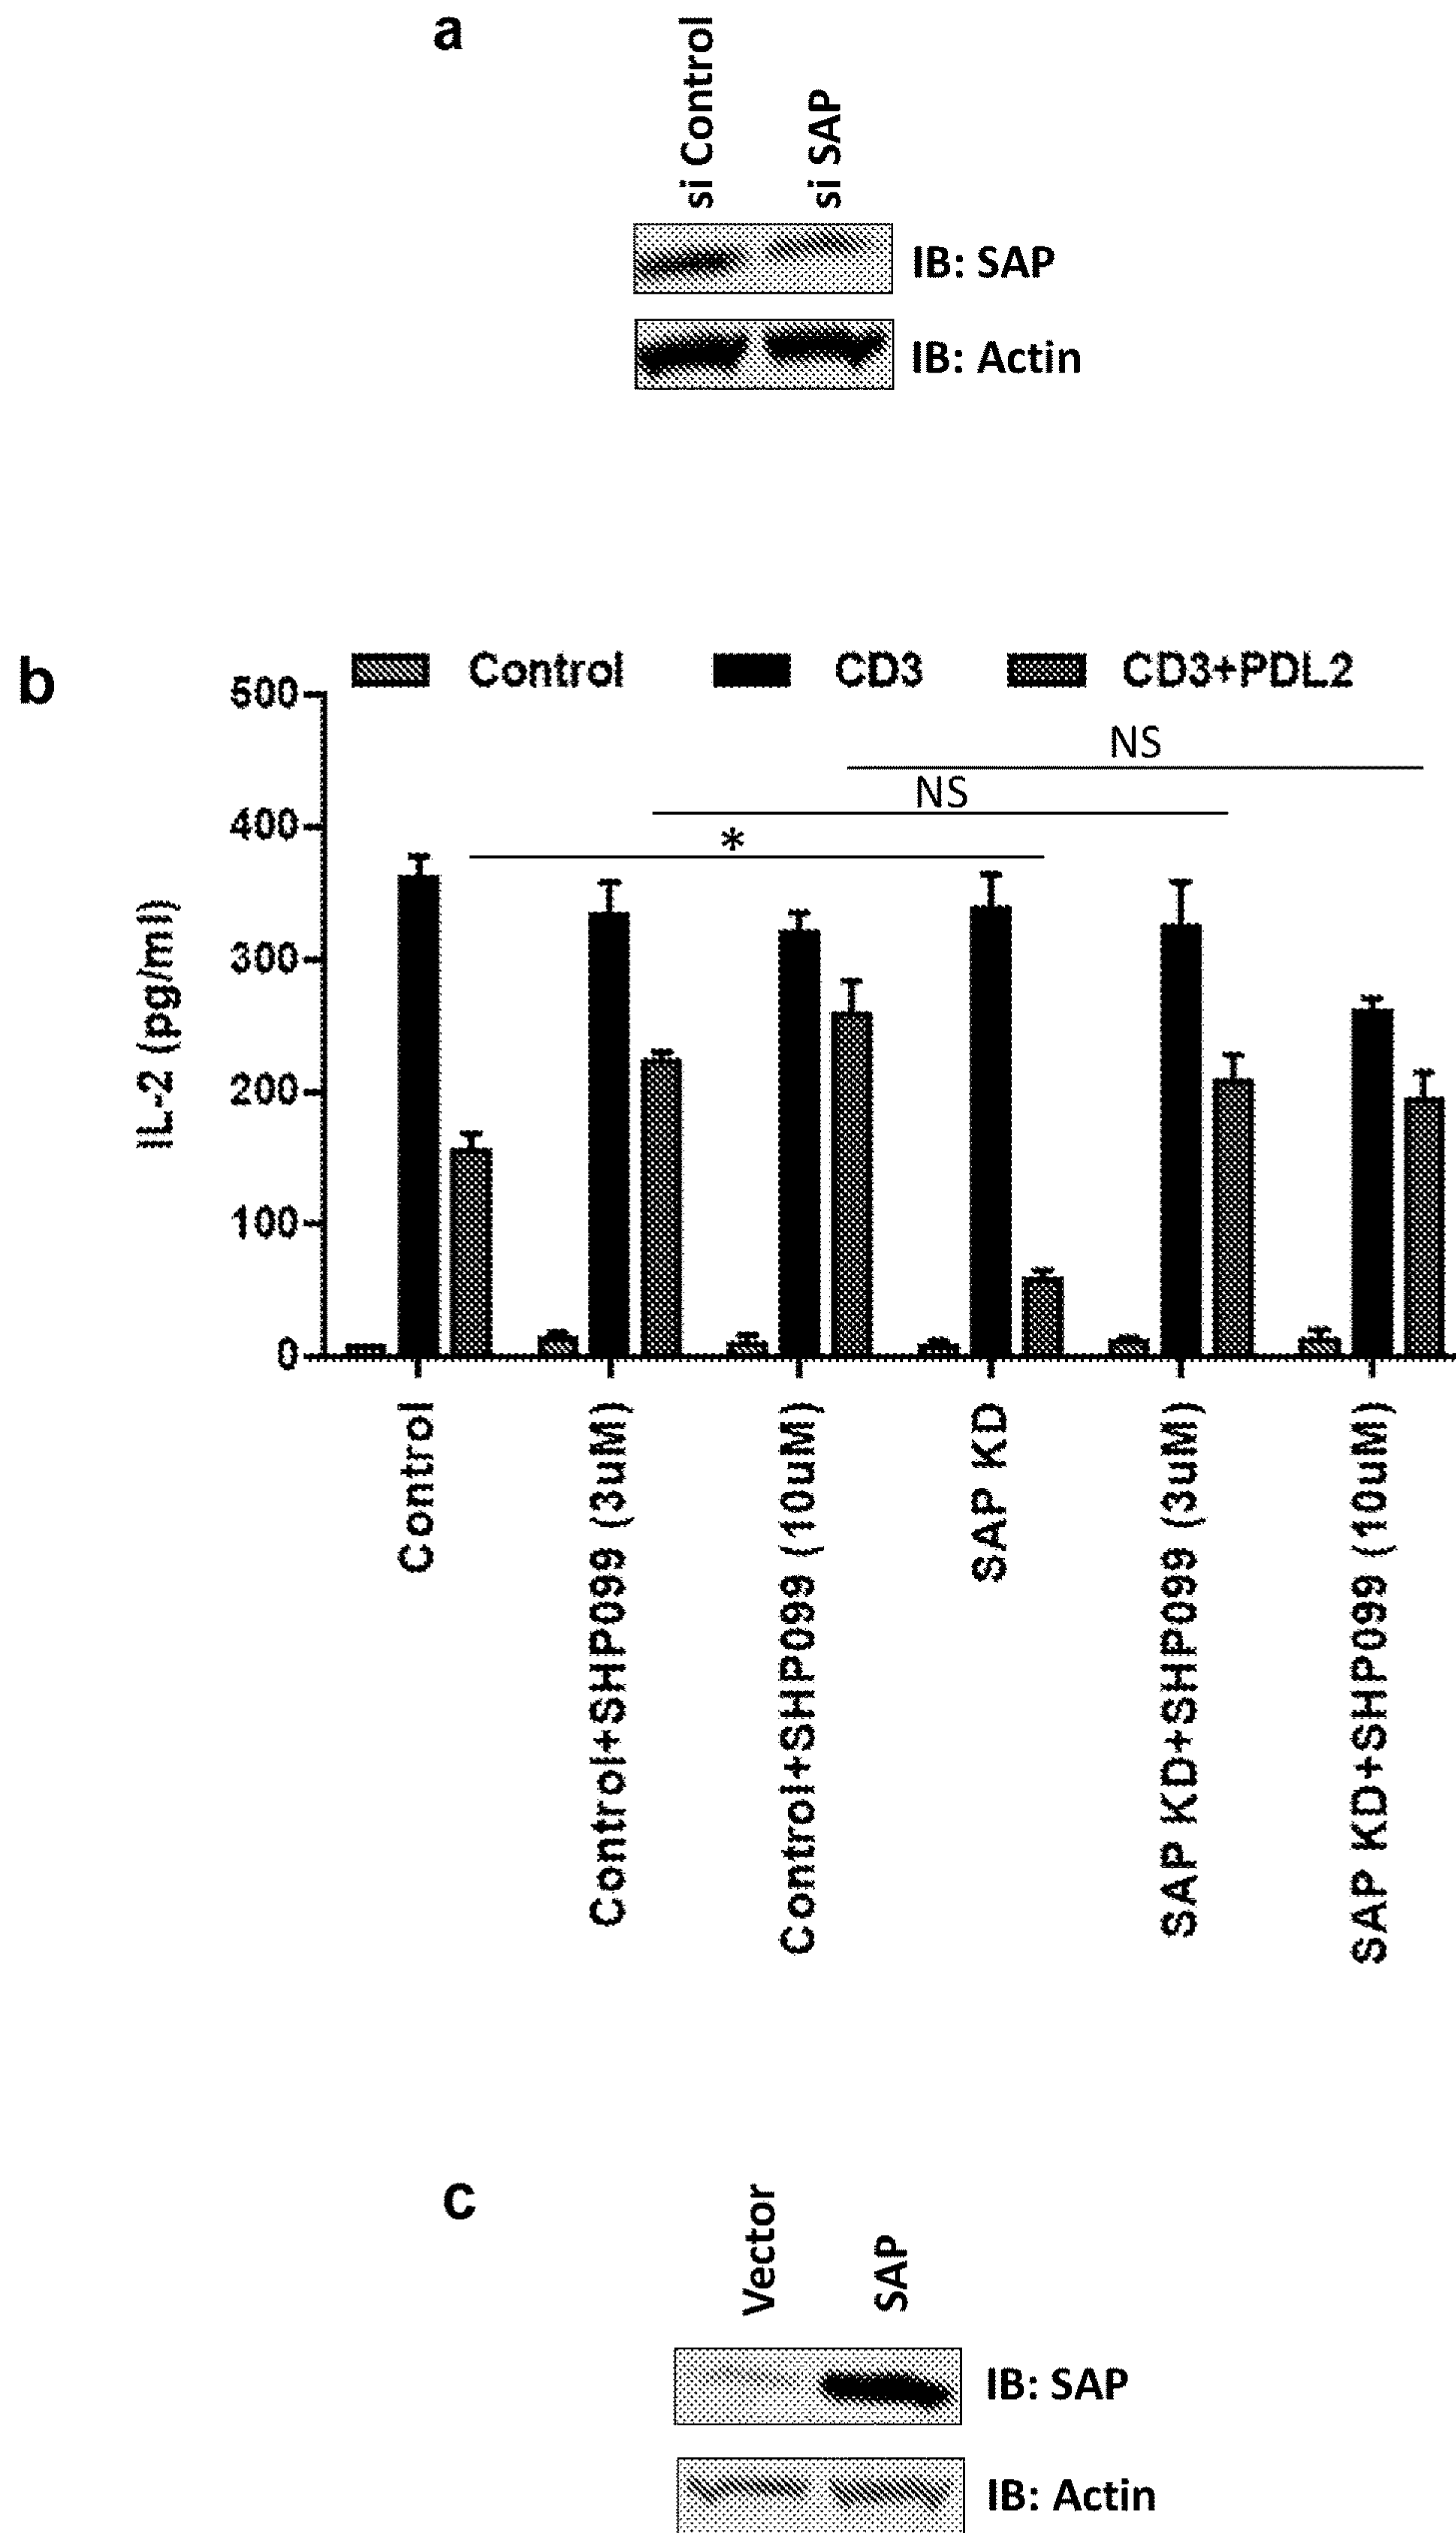 a
si Control
si SAP
IB: SAP
IB: Actin
b
Control CD3 CD3+PDL2
500
400
300
200
100
0
IL-2 (pg/ml)
NS
NS
*
Control
Control+SHP099 (3uM)
Control+SHP099 (10uM)
SAP KD
SAP KD+SHP099 (3uM)
SAP KD+SHP099 (10uM)
c
Vector
SAP
IB: SAP
IB: Actin